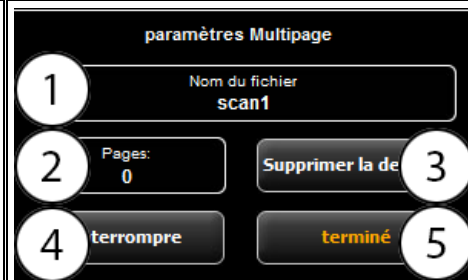 paramètres Multipage
1
Nom du fichier
scan1
2
Pages:
0
Supprimer la de
3
4
terrompre
terminé
5